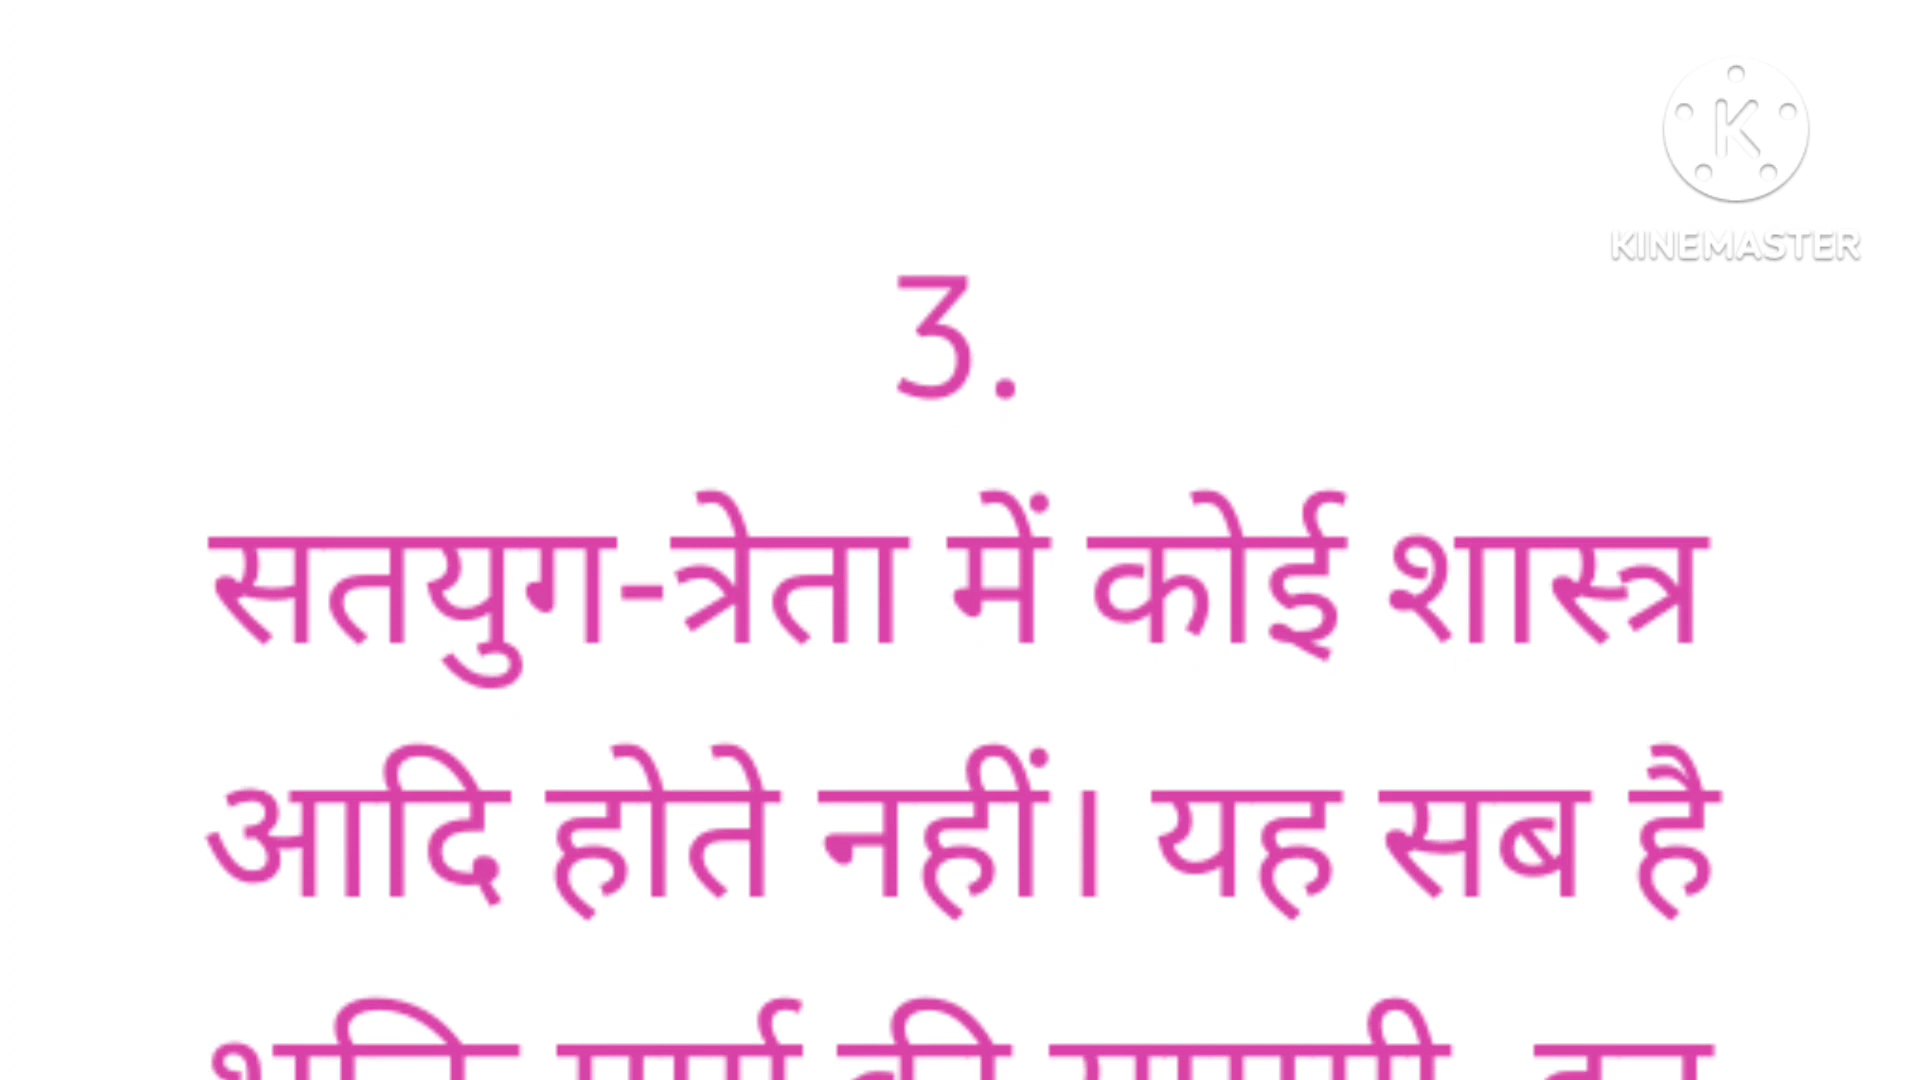 KINEMASTER
3.
सतयुग-त्रेता में कोई शास्त्र
आदि होते नहीं। यह सब है